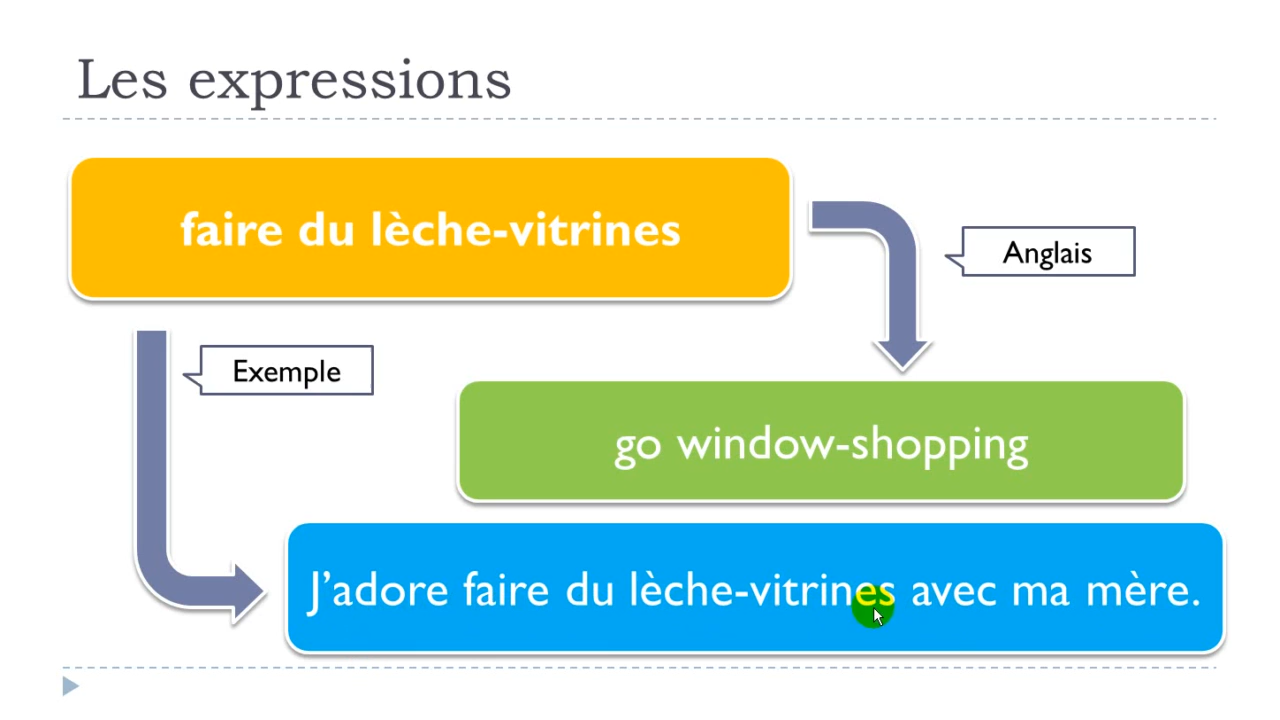 Les expressions
faire du lèche-vitrines
Anglais
Exemple
go window-shopping
J’adore faire du lèche-vitrines avec ma mère.